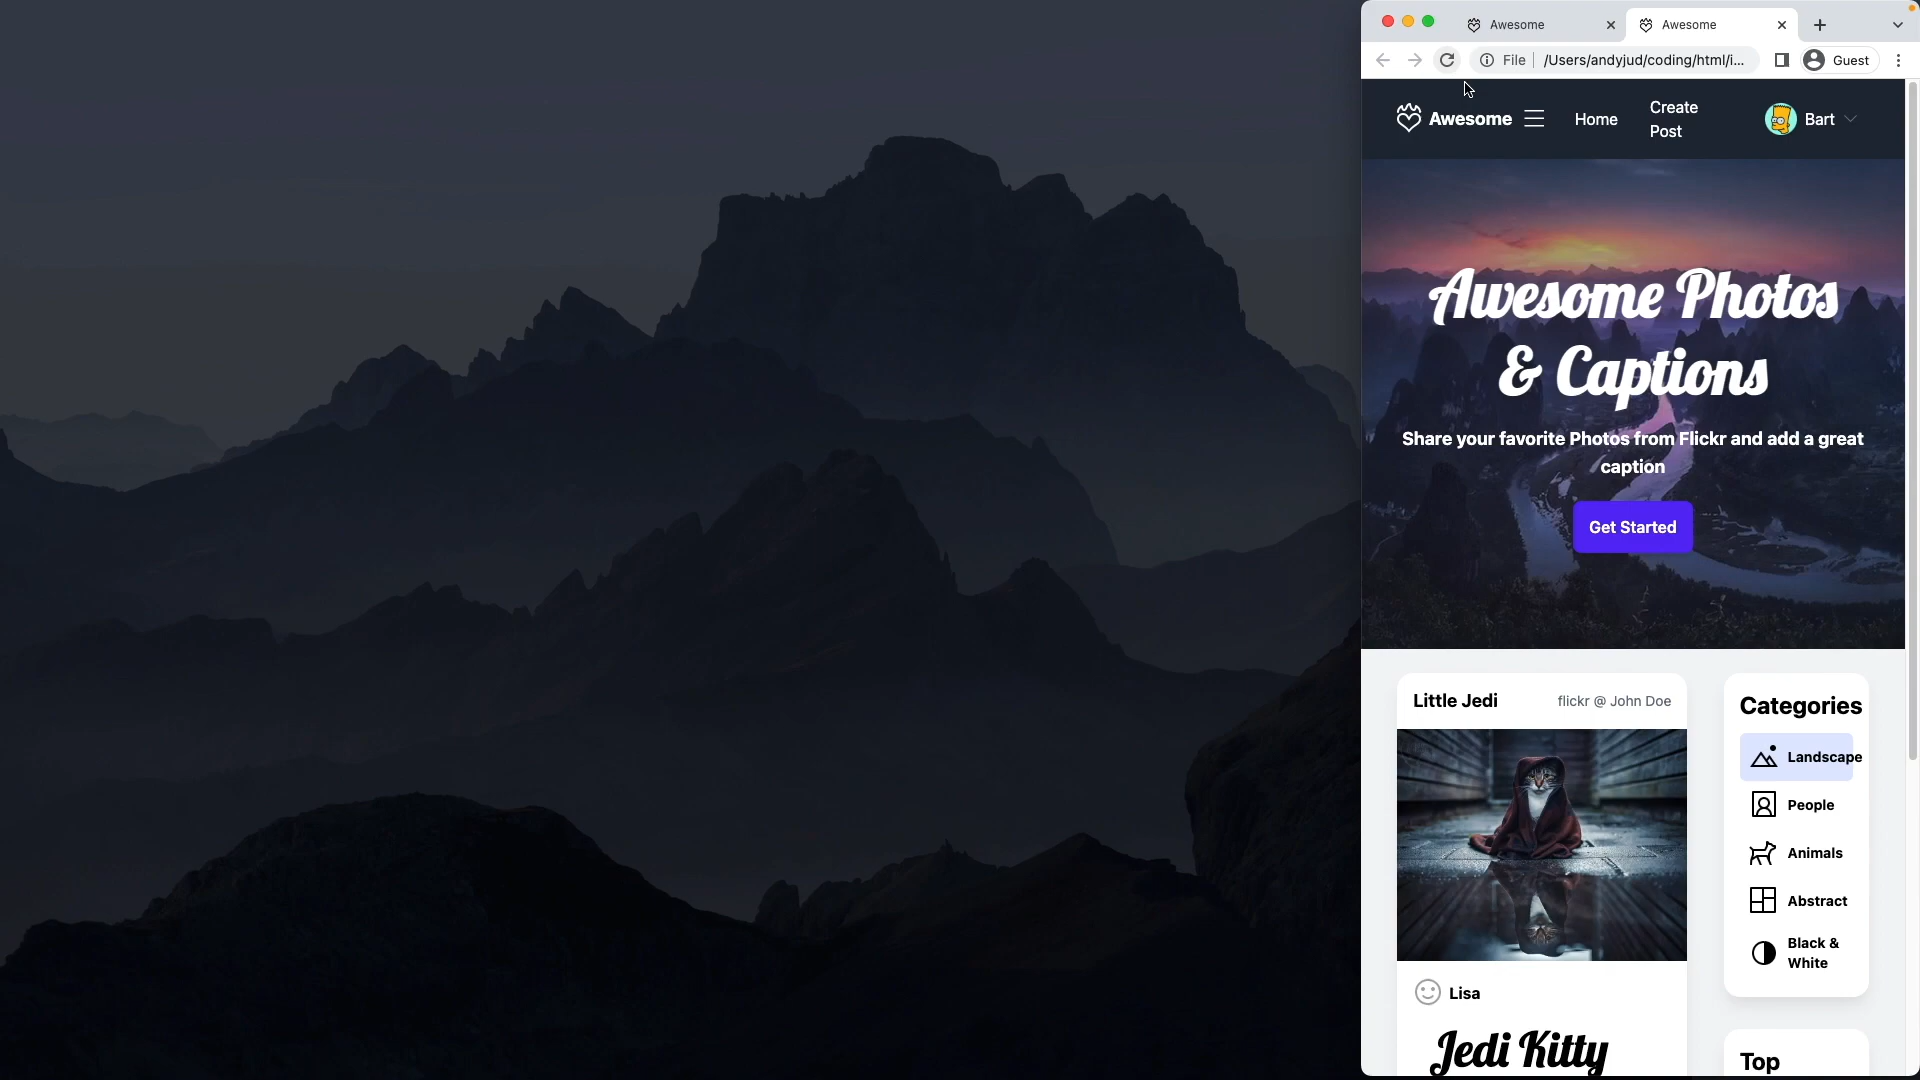 Awesome
Awesome
File
/Users/andyjud/coding/html/i...
Guest
Awesome
Home
Create
Post
Bart
Awesome Photos
& Captions
Share your favorite Photos from Flickr and add a great
caption
Get Started
Little Jedi
flickr @ John Doe
Lisa
Jedi Kitty
Categories
Landscape
People
Animals
Abstract
Black &
White
Top